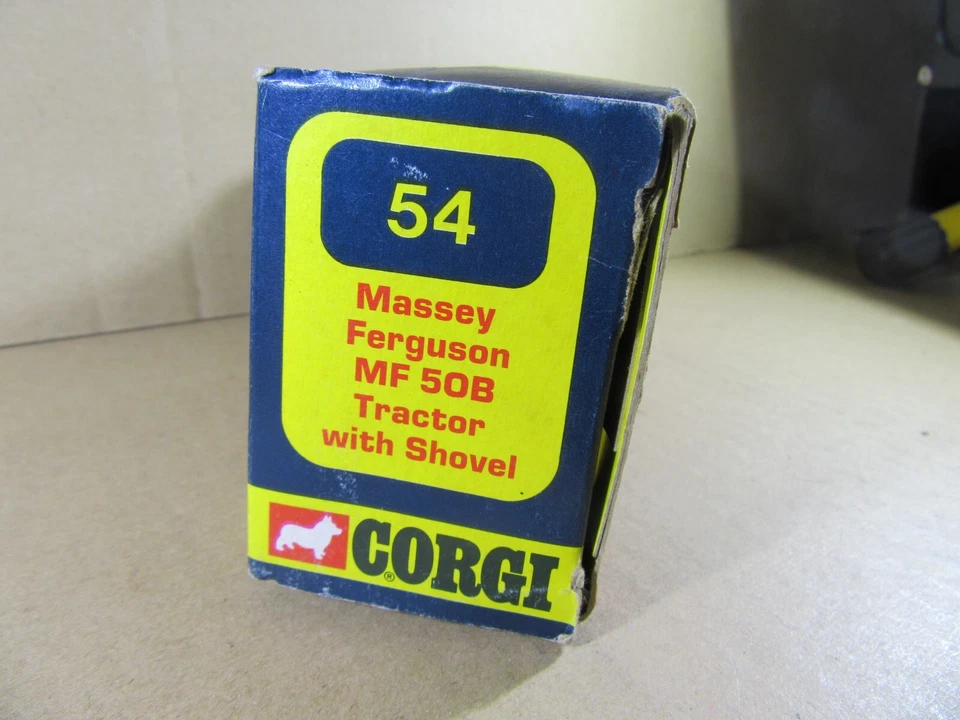 54
Massey
Ferguson
MF 50B
Tractor
with Shovel
CORGI
®